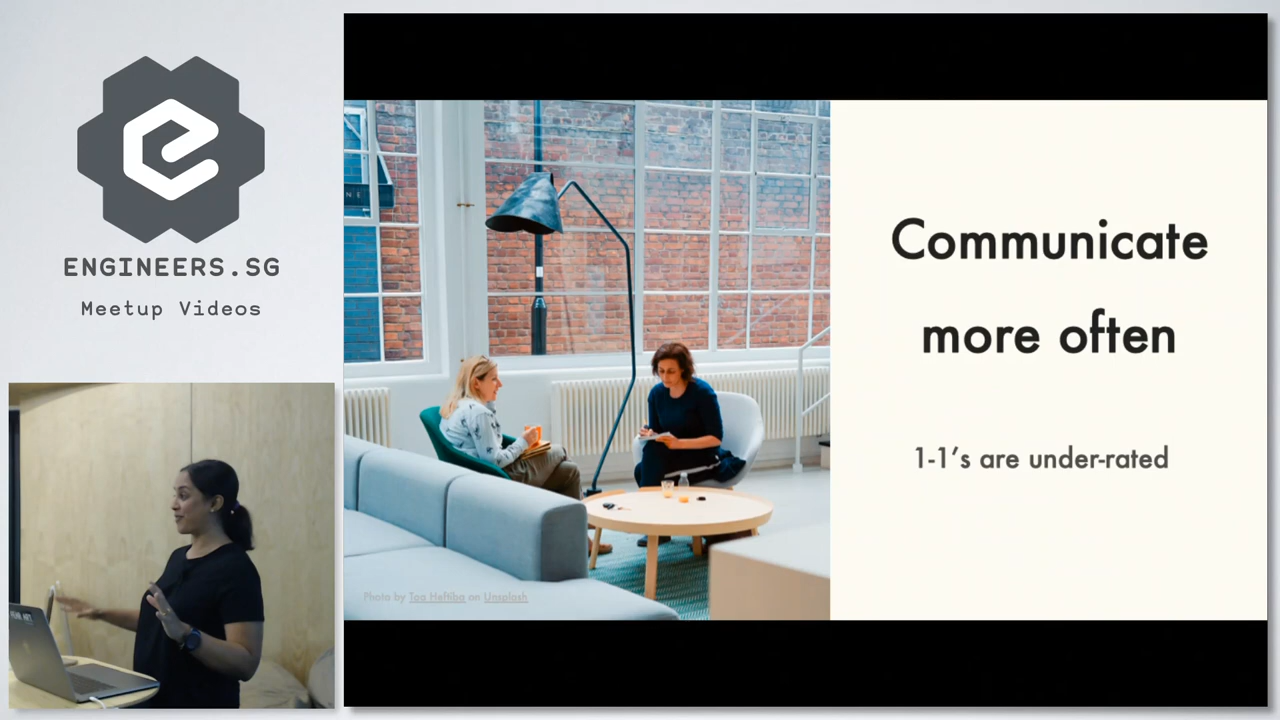 ENGINEERS.SG
Meetup Videos
Communicate
more often
1-1's are under-rated
Photo by Toa Heftiba on Unsplash